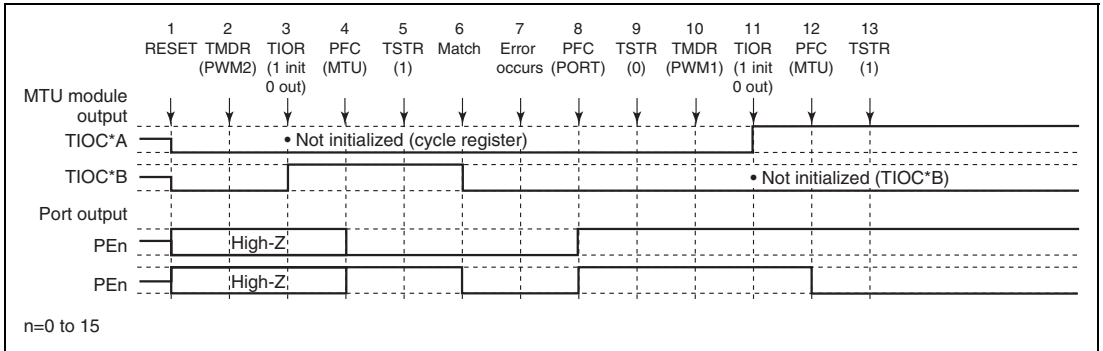 1 2 3 4 5 6 7 8 9 10 11 12 13
RESET TMDR TIOR PFC TSTR Match Error PFC TSTR TMDR TIOR PFC TSTR
(PWM2) (1 init (MTU) (1) occurs (PORT) (0) (PWM1) (1 init (MTU) (1)
0 out) 0 out)
MTU module
output
TIOC*A • Not initialized (cycle register)
TIOC*B • Not initialized (TIOC*B)
Port output
PEn High-Z
PEn High-Z
n=0 to 15